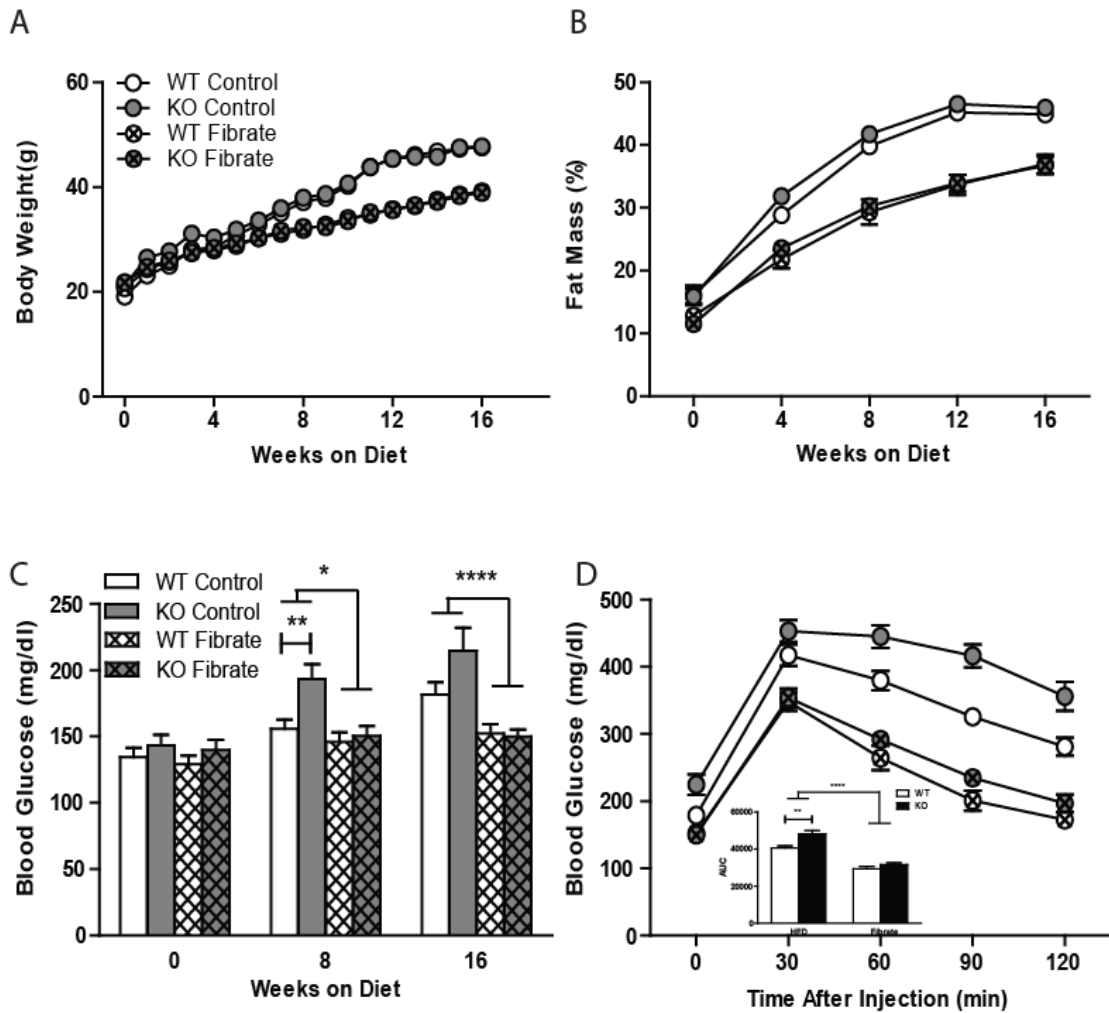 A
60
40
20
0
Body Weight(g)
WT Control
KO Control
WT Fibrate
KO Fibrate
0 4 8 12 16
Weeks on Diet
B
50
40
30
20
10
0
Fat Mass (%)
0 4 8 12 16
Weeks on Diet
C
WT Control
KO Control
WT Fibrate
KO Fibrate
250
200
150
100
50
0
Blood Glucose (mg/dl)
*
**
****
0 8 16
Weeks on Diet
D
500
400
300
200
100
0
Blood Glucose (mg/dl)
60000
40000
20000
0
AUC
**
****
WT
KO
HFD Fibrate
0 30 60 90 120
Time After Injection (min)